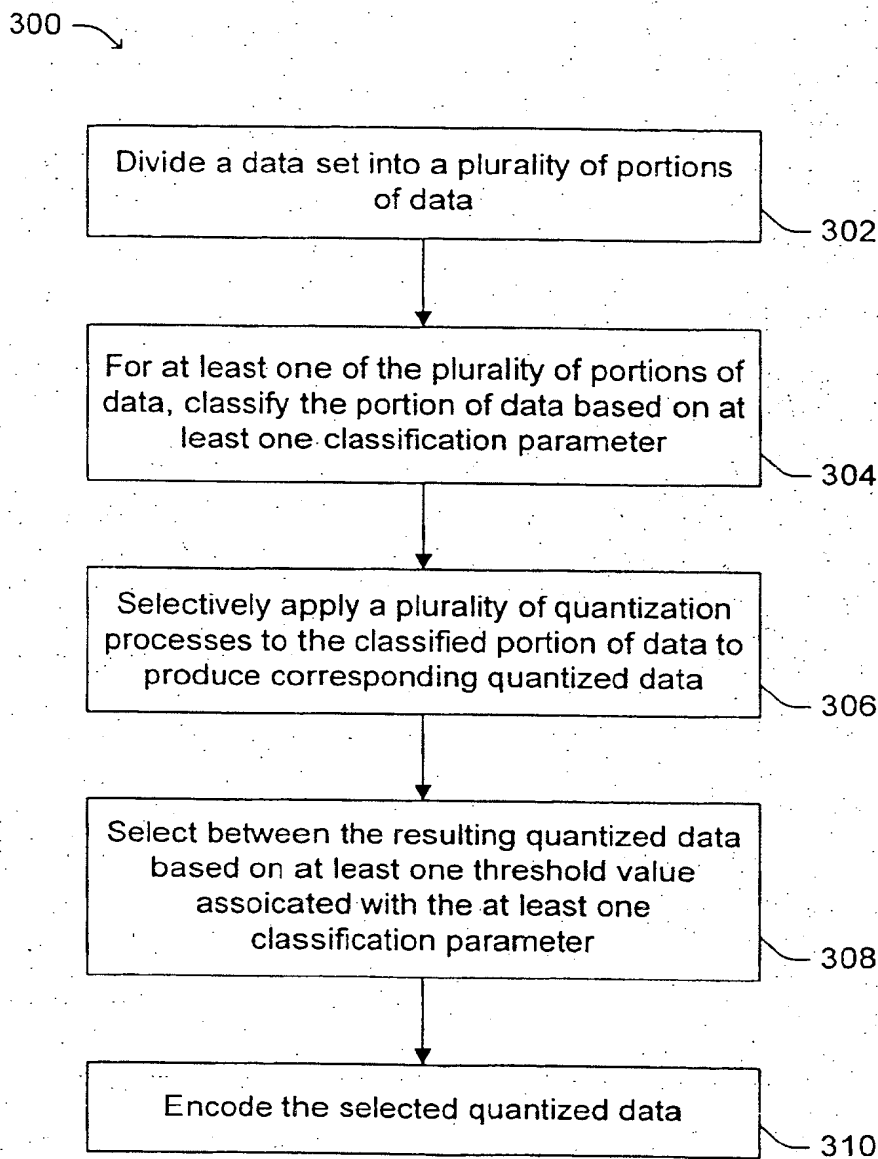 300
Divide a data set into a plurality of portions
of data
302
For at least one of the plurality of portions of
data, classify the portion of data based on at
least one classification parameter
304
Selectively apply a plurality of quantization
processes to the classified portion of data to
produce corresponding quantized data
306
Select between the resulting quantized data
based on at least one threshold value
assoicated with the at least one
classification parameter
308
Encode the selected quantized data
310